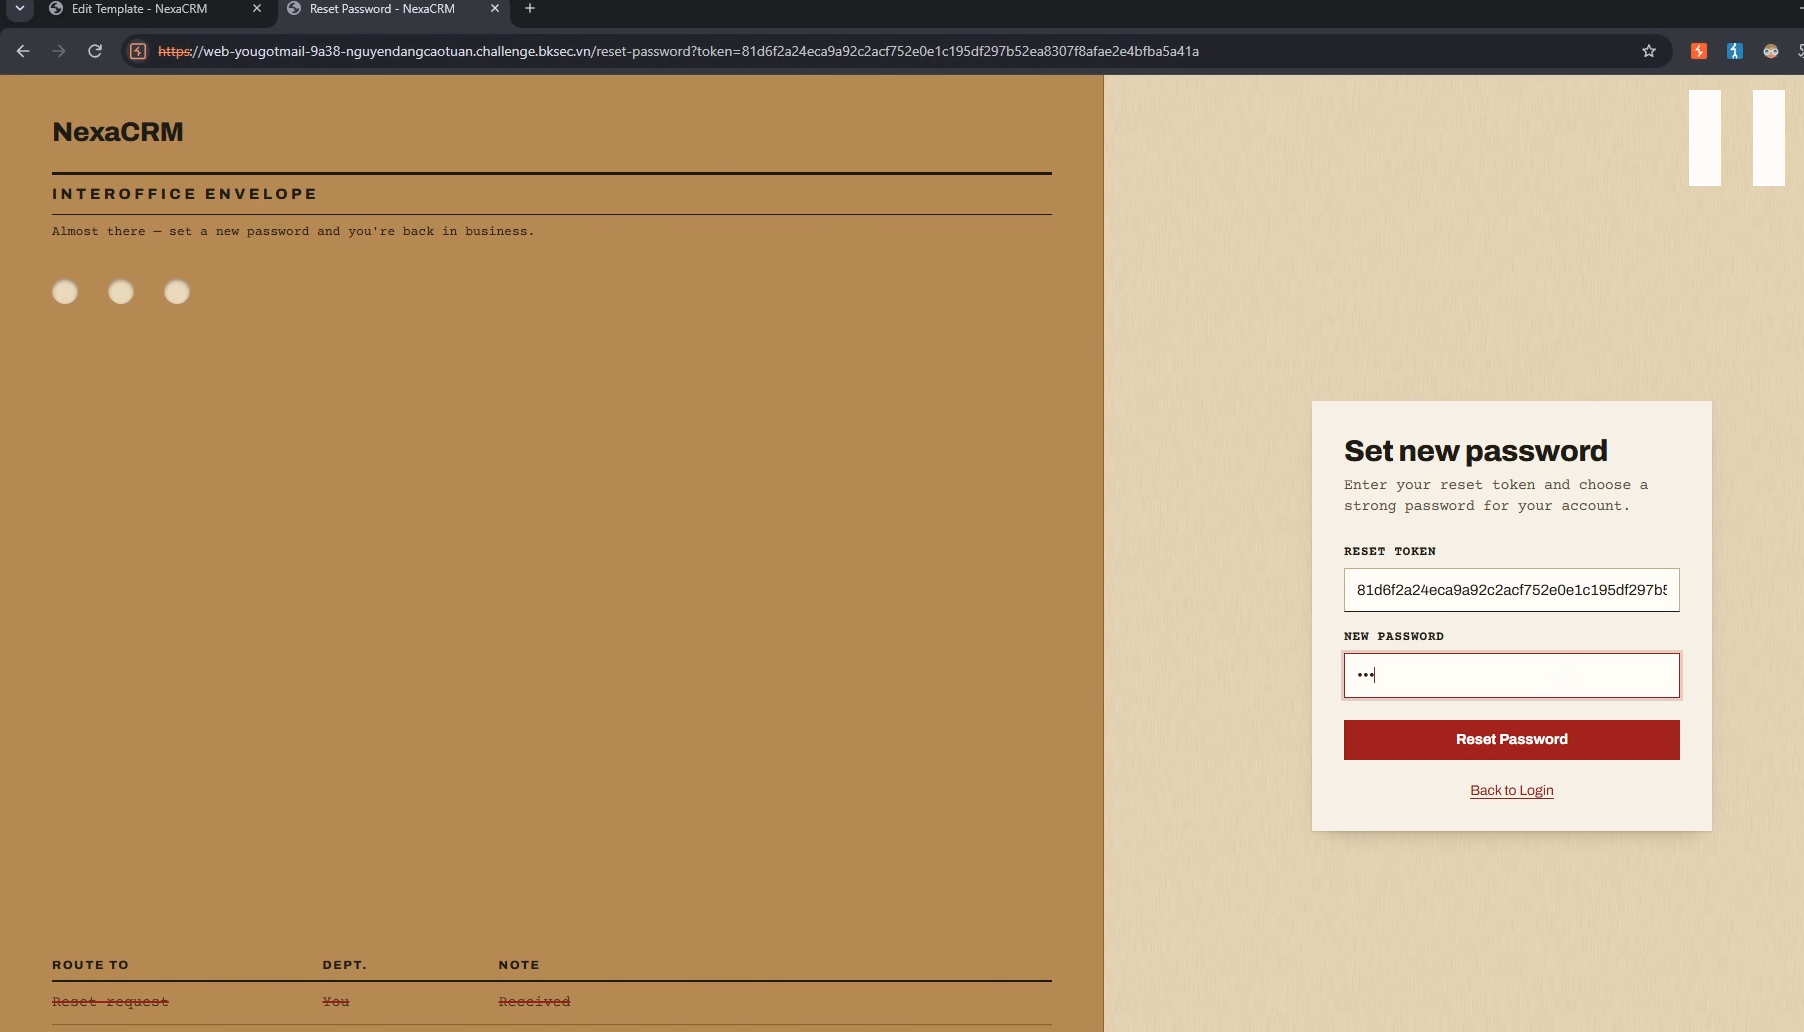 Edit Template - NexaCRM
Reset Password - NexaCRM
https://web-yougotmail-9a38-nguyendangcaotuan.challenge.bksec.vn/reset-password?token=81d6f2a24eca9a92c2acf752e0e1c195df297b52ea8307f8afae2e4bfba5a41a
NexaCRM
INTEROFFICE ENVELOPE
Almost there — set a new password and you're back in business.
Set new password
Enter your reset token and choose a
strong password for your account.
RESET TOKEN
81d6f2a24eca9a92c2acf752e0e1c195df297b5
NEW PASSWORD
•••
Reset Password
Back to Login
ROUTE TO DEPT. NOTE
Reset request You Received